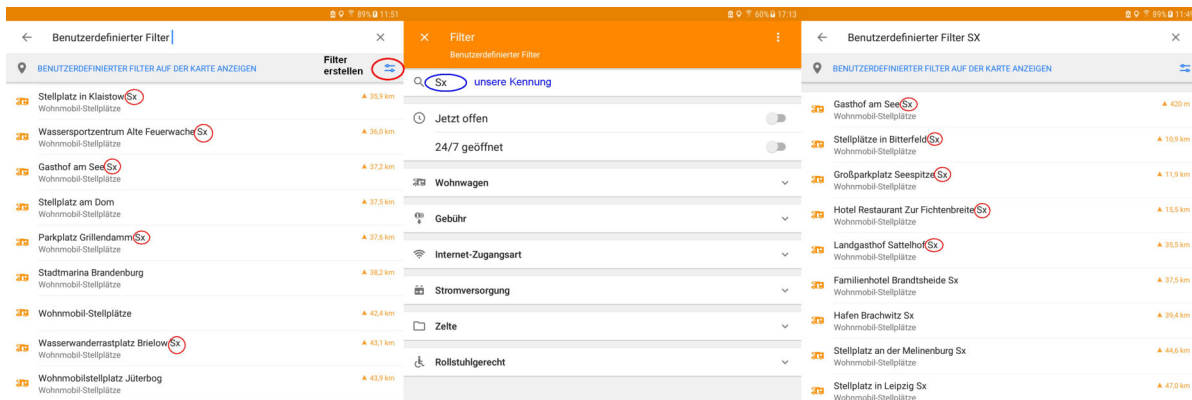 89% 11:51
Benutzerdefinierter Filter
BENUTZERDEFINIERTER FILTER AUF DER KARTE ANZEIGEN
Filter
erstellen
Stellplatz in Klaistow Sx
35,9 km
Wohnmobil-Stellplätze
Wassersportzentrum Alte Feuerwache Sx
36,0 km
Wohnmobil-Stellplätze
Gasthof am See Sx
37,2 km
Wohnmobil-Stellplätze
Stellplatz am Dom
37,5 km
Wohnmobil-Stellplätze
Parkplatz Grillendamm Sx
37,6 km
Wohnmobil-Stellplätze
Stadtmarina Brandenburg
38,2 km
Wohnmobil-Stellplätze
Wohnmobil-Stellplätze
42,4 km
Wasserwanderrastplatz Brielow Sx
43,1 km
Wohnmobil-Stellplätze
Wohnmobilstellplatz Jüterbog
43,9 km
Wohnmobil-Stellplätze
60% 17:13
Filter
Benutzerdefinierter Filter
Sx unsere Kennung
Jetzt offen
24/7 geöffnet
Wohnwagen
Gebühr
Internet-Zugangsart
Stromversorgung
Zelte
Rollstuhlgerecht
89% 11:49
Benutzerdefinierter Filter SX
BENUTZERDEFINIERTER FILTER AUF DER KARTE ANZEIGEN
Gasthof am See Sx
420 m
Wohnmobil-Stellplätze
Stellplätze in Bitterfeld Sx
10,9 km
Wohnmobil-Stellplätze
Großparkplatz Seespitze Sx
11,9 km
Wohnmobil-Stellplätze
Hotel Restaurant Zur Fichtenbreite Sx
15,5 km
Wohnmobil-Stellplätze
Landgasthof Sattelhof Sx
35,5 km
Wohnmobil-Stellplätze
Familienhotel Brandtsheide Sx
37,5 km
Wohnmobil-Stellplätze
Hafen Brachwitz Sx
39,4 km
Wohnmobil-Stellplätze
Stellplatz an der Melinenburg Sx
44,6 km
Wohnmobil-Stellplätze
Stellplatz in Leipzig Sx
47,0 km
Wohnmobil-Stellplätze